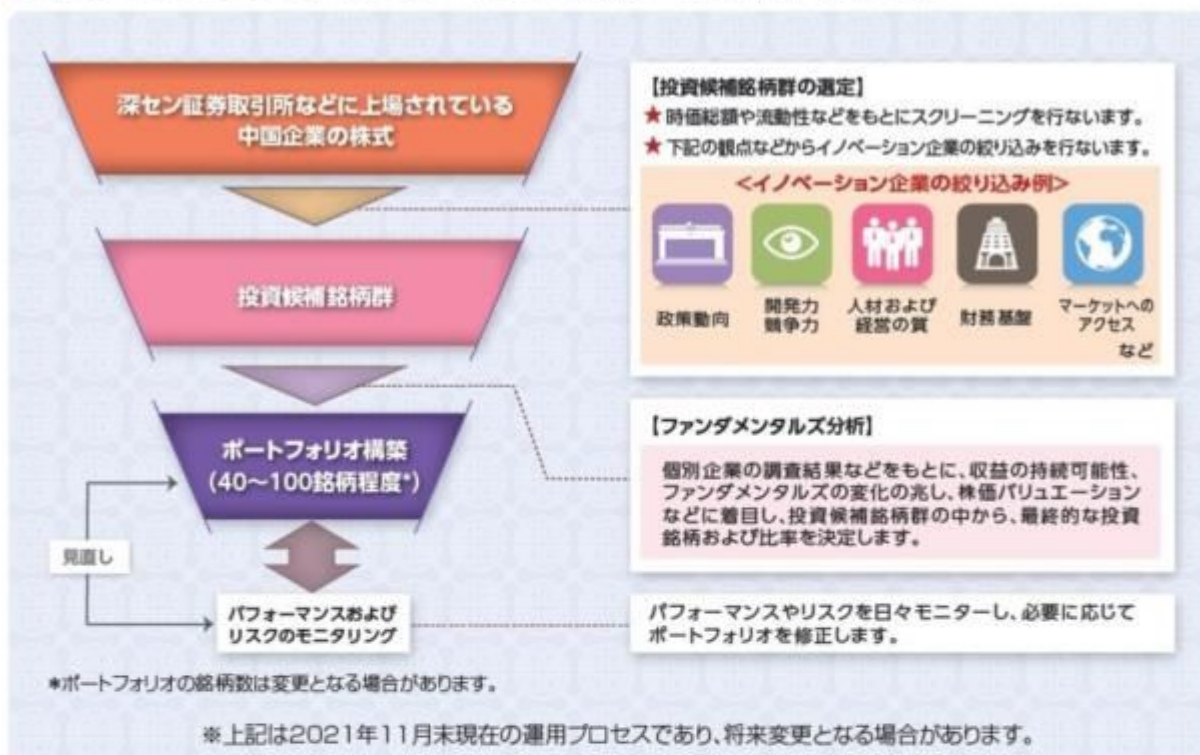 深セン証券取引所などに上場されている
中国企業の株式
投資候補銘柄群
ポートフォリオ構築
(40～100銘柄程度*)
見直し
パフォーマンスおよび
リスクのモニタリング
【投資候補銘柄群の選定】
★時価総額や流動性などをもとにスクリーニングを行ないます。
★下記の観点などからイノベーション企業の絞り込みを行ないます。
<イノベーション企業の絞り込み例>
政策動向
開発力
競争力
人材および
経営の質
財務基盤
マーケットへの
アクセス
など
【ファンダメンタルズ分析】
個別企業の調査結果などをもとに、収益の持続可能性、
ファンダメンタルズの変化の兆し、株価バリュエーション
などに着目し、投資候補銘柄群の中から、最終的な投資
銘柄および比率を決定します。
パフォーマンスやリスクを日々モニターし、必要に応じて
ポートフォリオを修正します。
*ポートフォリオの銘柄数は変更となる場合があります。
※上記は2021年11月末現在の運用プロセスであり、将来変更となる場合があります。